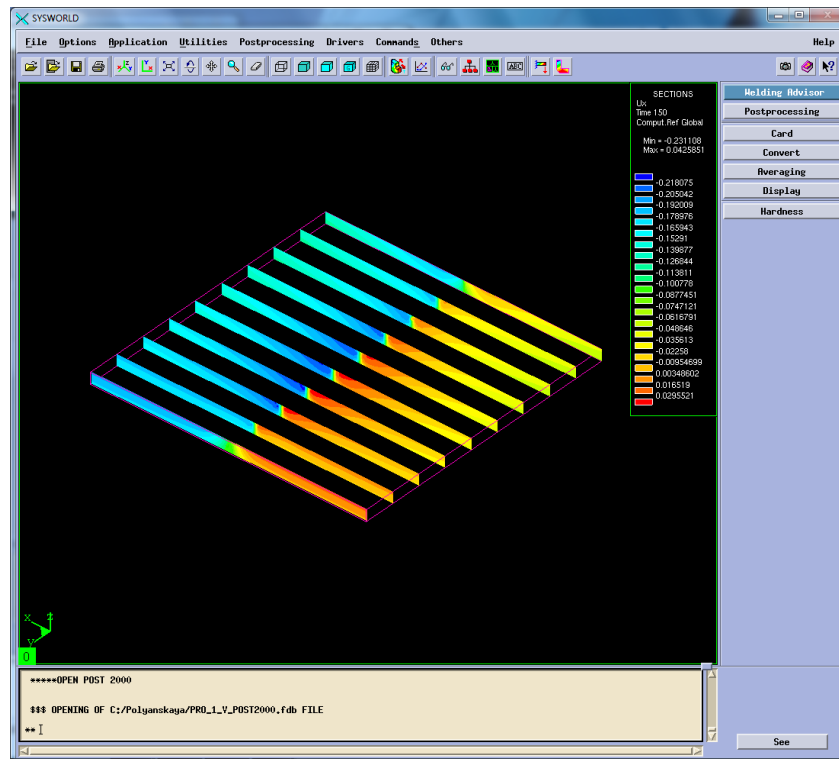 SYSWORLD
File Options Application Utilities Postprocessing Drivers Commands Others Help
ABC
SECTIONS
Ux
Time 150
Comput.Ref Global
Min = -0.231108
Max = 0.0425851
-0.218075
-0.205042
-0.192009
-0.178976
-0.165943
-0.15291
-0.139877
-0.126844
-0.113811
-0.100778
-0.0877451
-0.0747121
-0.0616791
-0.048646
-0.035613
-0.02258
-0.00954699
0.00348602
0.016519
0.0295521
Welding Advisor
Postprocessing
Card
Convert
Averaging
Display
Hardness
X Z
Y
0
*****OPEN POST 2000
$$$ OPENING OF C:/Polyanskaya/PRO_1_V_POST2000.fdb FILE
**
See